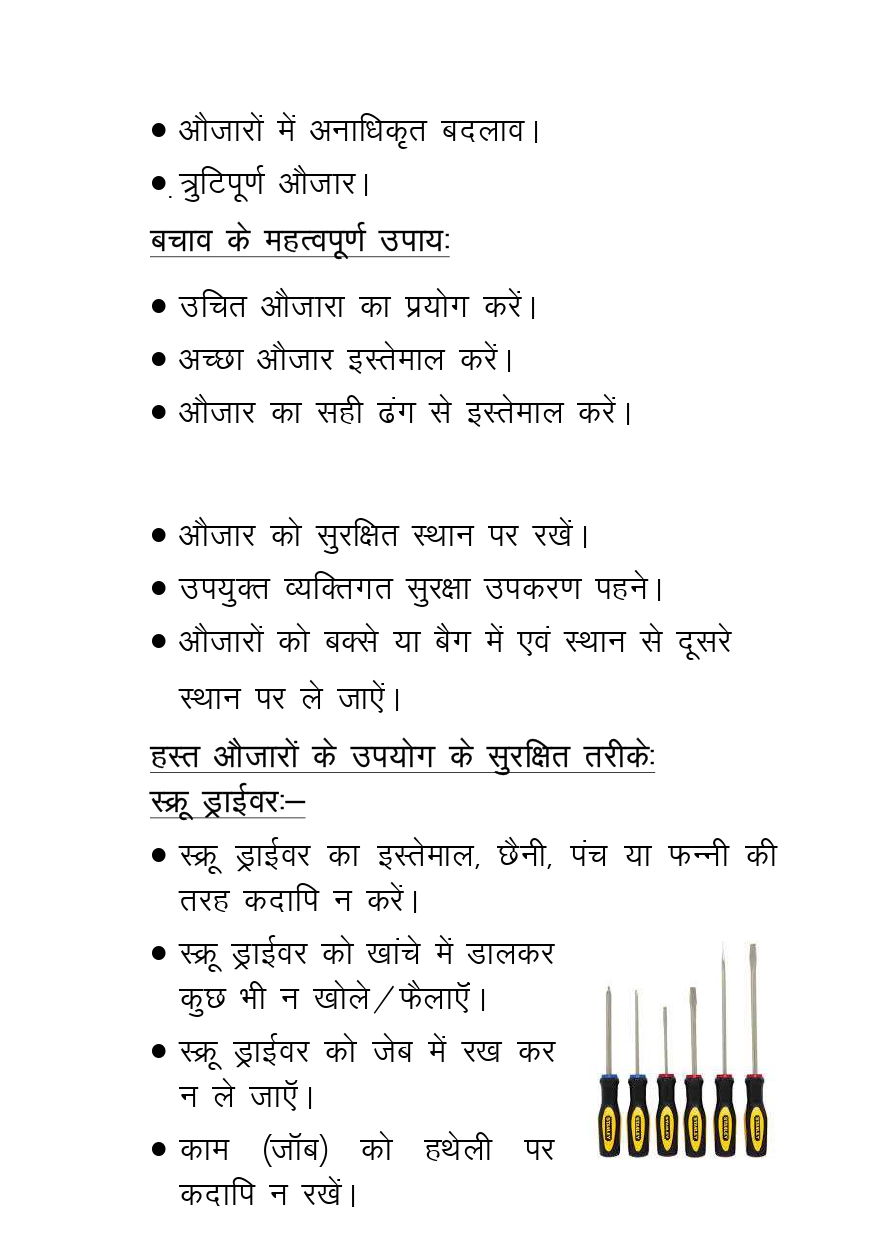 • औजारों में अनाधिकृत बदलाव।
•. त्रुटिपूर्ण औजार।
बचाव के महत्वपूर्ण उपायः
• उचित औजारा का प्रयोग करें।
• अच्छा औजार इस्तेमाल करें।
• औजार का सही ढंग से इस्तेमाल करें।
• औजार को सुरक्षित स्थान पर रखें।
• उपयुक्त व्यक्तिगत सुरक्षा उपकरण पहने।
• औजारों को बक्से या बैग में एवं स्थान से दूसरे
स्थान पर ले जाऐं।
हस्त औजारों के उपयोग के सुरक्षित तरीकेः
स्क्रू ड्राईवरः–
• स्क्रू ड्राईवर का इस्तेमाल, छैनी, पंच या फन्नी की
तरह कदापि न करें।
• स्क्रू ड्राईवर को खांचे में डालकर
कुछ भी न खोले/फैलाऍ।
• स्क्रू ड्राईवर को जेब में रख कर
न ले जाऍ।
• काम (जॉब) को हथेली पर
कदापि न रखें।